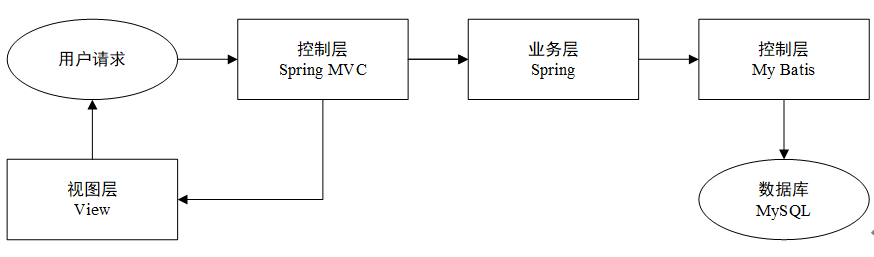 用户请求
控制层
Spring MVC
业务层
Spring
控制层
My Batis
视图层
View
数据库
MySQL